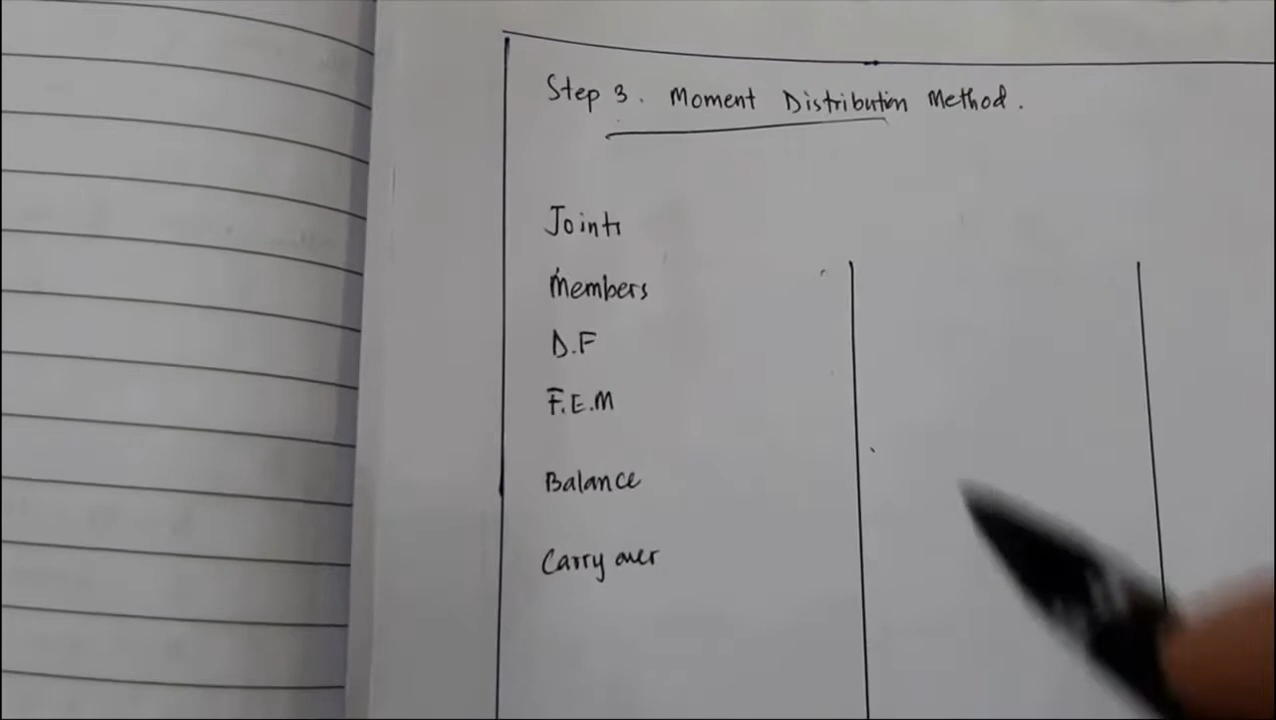 Step 3. Moment Distribution Method.
Joints
Members
D.F
F.E.M
Balance
Carry over